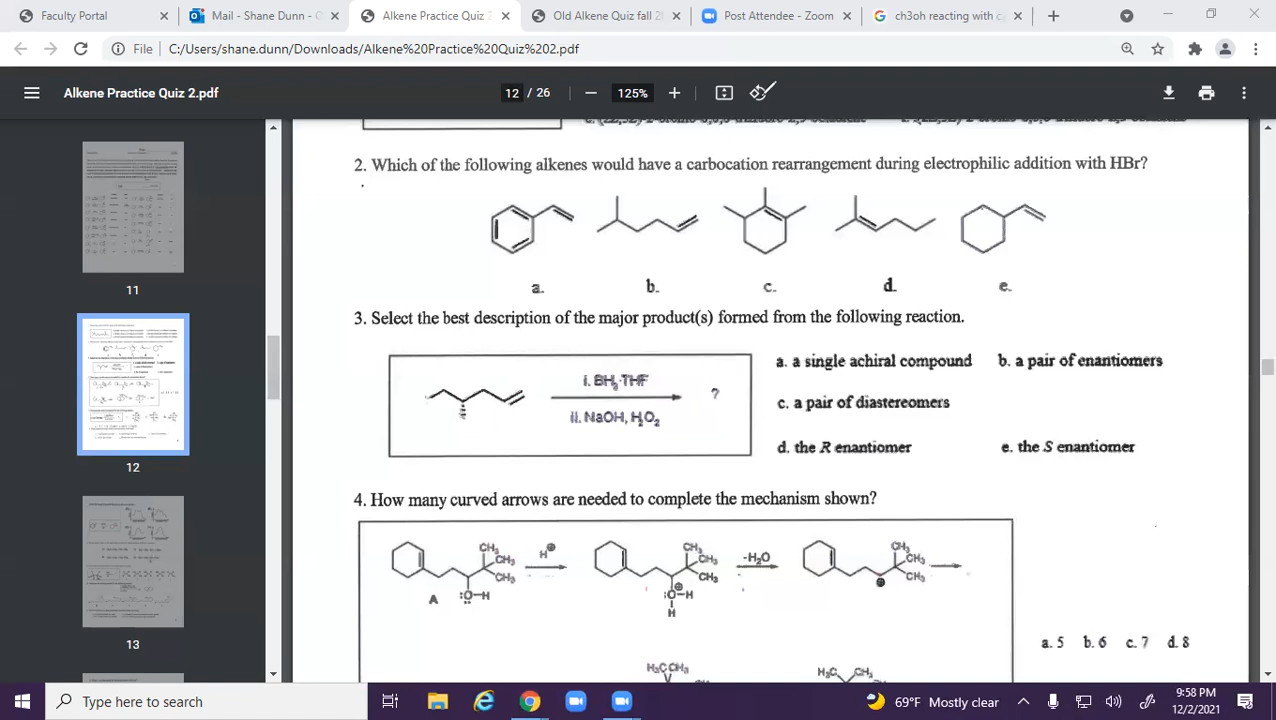 Faculty Portal
Mail - Shane Dunn - O
Alkene Practice Quiz 2
Old Alkene Quiz fall 2
Post Attendee - Zoom
ch3oh reacting with c
File
C:/Users/shane.dunn/Downloads/Alkene%20Practice%20Quiz%202.pdf
Alkene Practice Quiz 2.pdf
12 / 26
125%
11
12
13
2. Which of the following alkenes would have a carbocation rearrangement during electrophilic addition with HBr?
a. b. c. d. e.
3. Select the best description of the major product(s) formed from the following reaction.
i. BH3·THF
ii. NaOH, H2O2
?
a. a single achiral compound b. a pair of enantiomers
c. a pair of diastereomers
d. the R enantiomer e. the S enantiomer
4. How many curved arrows are needed to complete the mechanism shown?
CH3 CH3 CH3
CH3 H⊕ CH3 -H2O CH3
CH3 CH3 CH3
A :O-H :O-H
H
a. 5 b. 6 c. 7 d. 8
H3C CH3 H3C CH3
Type here to search
69°F Mostly clear
9:58 PM
12/2/2021